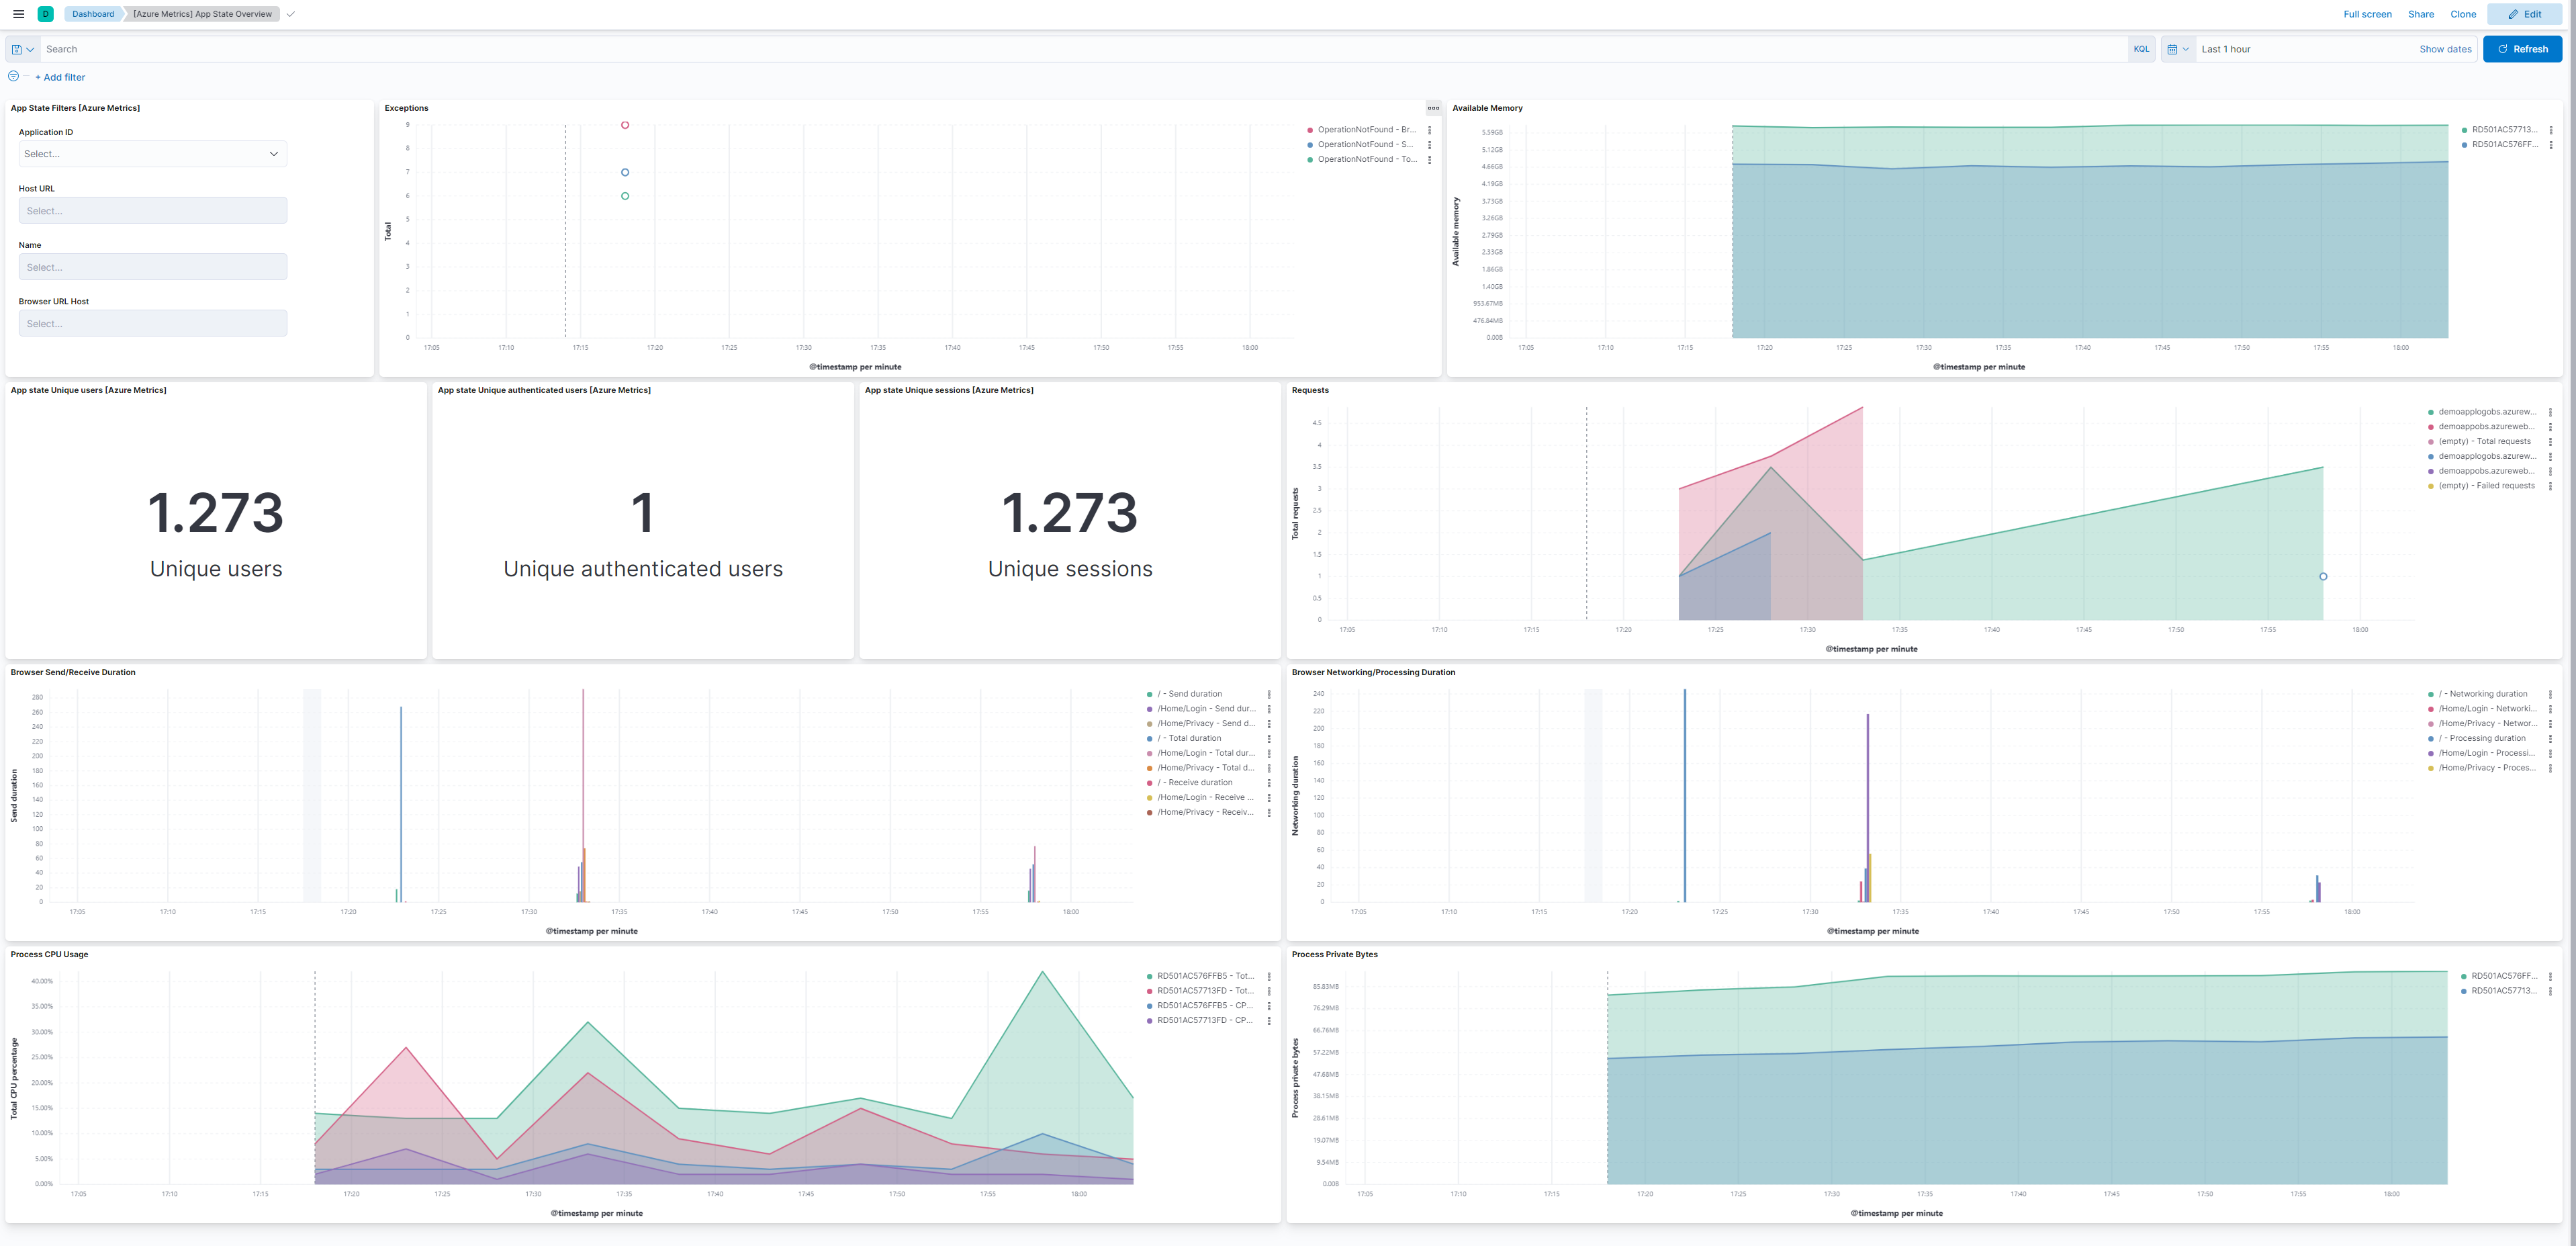 D Dashboard [Azure Metrics] App State Overview Full screen Share Clone Edit
Search KQL Last 1 hour Show dates Refresh
+ Add filter
App State Filters [Azure Metrics]
Application ID
Select...
Host URL
Select...
Name
Select...
Browser URL Host
Select...
Exceptions
9
8
7
6
5
4
3
2
1
0
Total
17:05 17:10 17:15 17:20 17:25 17:30 17:35 17:40 17:45 17:50 17:55 18:00
@timestamp per minute
OperationNotFound - Br...
OperationNotFound - S...
OperationNotFound - To...
Available Memory
5.59GB
5.12GB
4.66GB
4.19GB
3.73GB
3.26GB
2.79GB
2.33GB
1.86GB
1.40GB
953.67MB
476.84MB
0.00B
Available memory
17:05 17:10 17:15 17:20 17:25 17:30 17:35 17:40 17:45 17:50 17:55 18:00
@timestamp per minute
RD501AC57713...
RD501AC576FF...
App state Unique users [Azure Metrics]
1.273
Unique users
App state Unique authenticated users [Azure Metrics]
1
Unique authenticated users
App state Unique sessions [Azure Metrics]
1.273
Unique sessions
Requests
4.5
4
3.5
3
2.5
2
1.5
1
0.5
0
Total requests
17:05 17:10 17:15 17:20 17:25 17:30 17:35 17:40 17:45 17:50 17:55 18:00
@timestamp per minute
demoapplogobs.azurew...
demoappobs.azureweb...
(empty) - Total requests
demoapplogobs.azurew...
demoappobs.azureweb...
(empty) - Failed requests
Browser Send/Receive Duration
280
260
240
220
200
180
160
140
120
100
80
60
40
20
0
Send duration
17:05 17:10 17:15 17:20 17:25 17:30 17:35 17:40 17:45 17:50 17:55 18:00
@timestamp per minute
/ - Send duration
/Home/Login - Send dur...
/Home/Privacy - Send d...
/ - Total duration
/Home/Login - Total dur...
/Home/Privacy - Total d...
/ - Receive duration
/Home/Login - Receive ...
/Home/Privacy - Receiv...
Browser Networking/Processing Duration
240
220
200
180
160
140
120
100
80
60
40
20
0
Networking duration
17:05 17:10 17:15 17:20 17:25 17:30 17:35 17:40 17:45 17:50 17:55 18:00
@timestamp per minute
/ - Networking duration
/Home/Login - Networki...
/Home/Privacy - Networ...
/ - Processing duration
/Home/Login - Processi...
/Home/Privacy - Proces...
Process CPU Usage
40.00%
35.00%
30.00%
25.00%
20.00%
15.00%
10.00%
5.00%
0.00%
Total CPU percentage
17:05 17:10 17:15 17:20 17:25 17:30 17:35 17:40 17:45 17:50 17:55 18:00
@timestamp per minute
RD501AC576FFB5 - Tot...
RD501AC57713FD - Tot...
RD501AC576FFB5 - CP...
RD501AC57713FD - CP...
Process Private Bytes
85.83MB
76.29MB
66.76MB
57.22MB
47.68MB
38.15MB
28.61MB
19.07MB
9.54MB
0.00B
Process private bytes
17:05 17:10 17:15 17:20 17:25 17:30 17:35 17:40 17:45 17:50 17:55 18:00
@timestamp per minute
RD501AC576FF...
RD501AC57713...